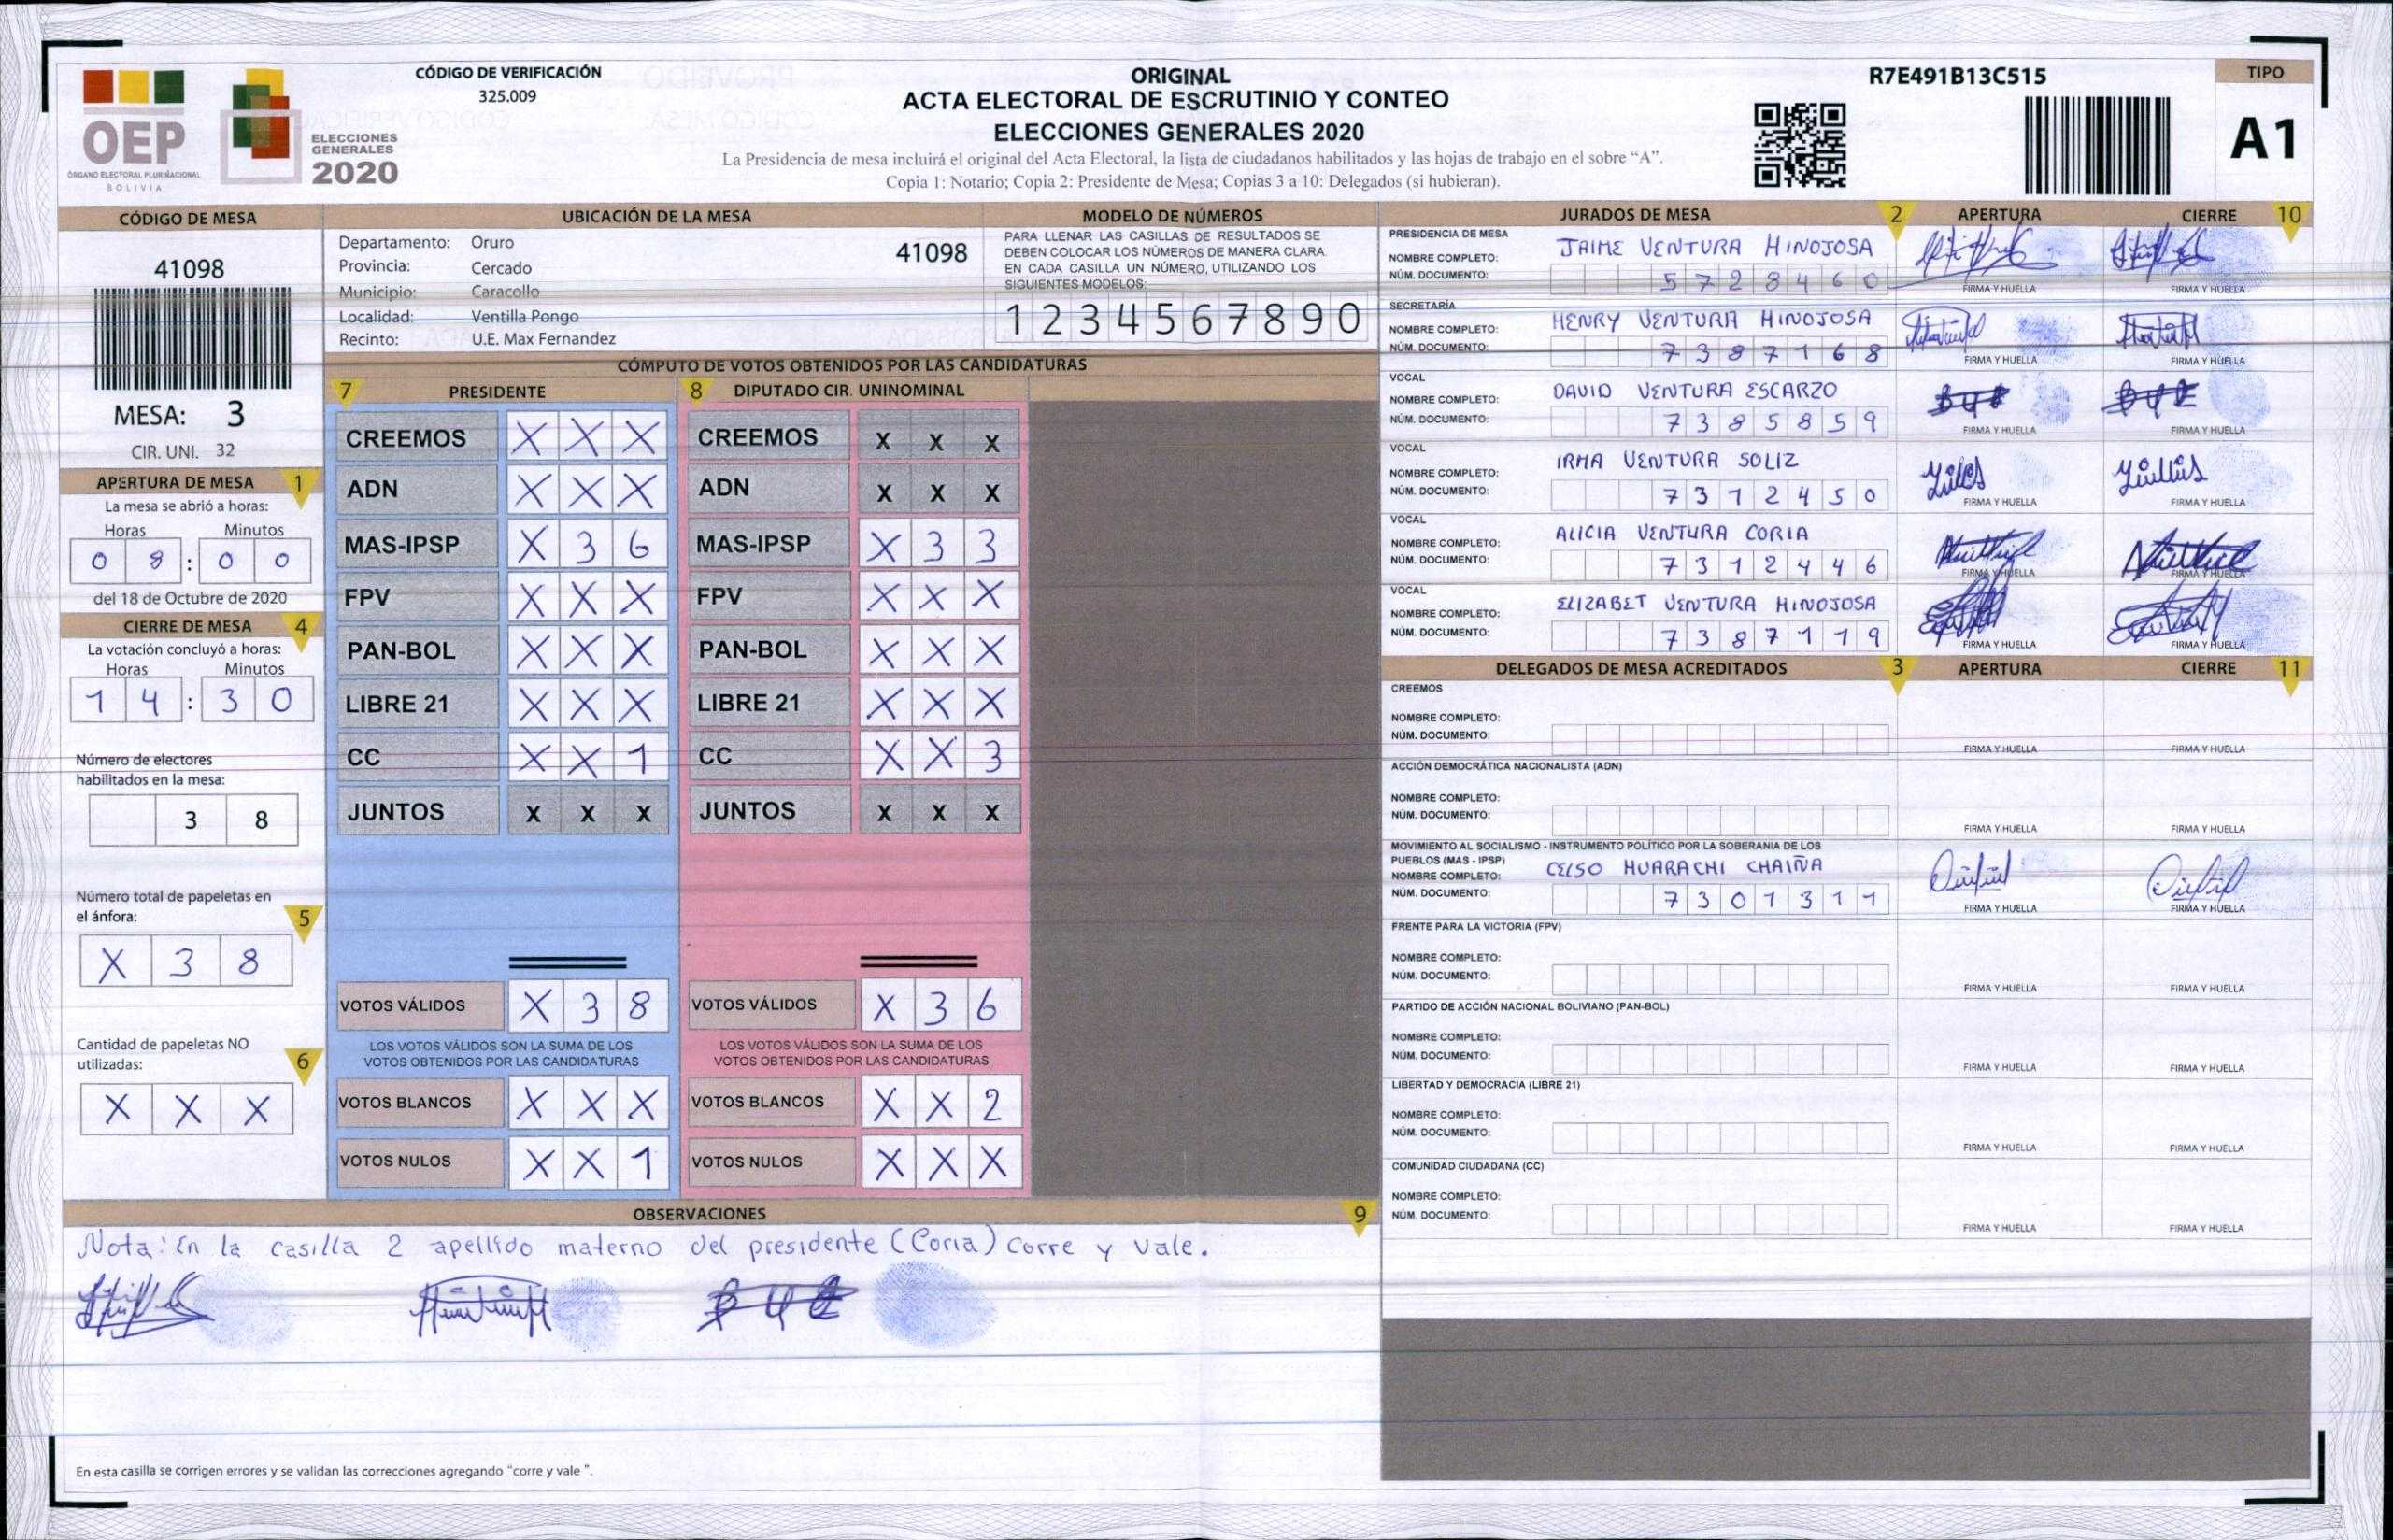 CÓDIGO DE VERIFICACIÓN
325.009
OEP
ÓRGANO ELECTORAL PLURINACIONAL
BOLIVIA
ELECCIONES
GENERALES
2020
ORIGINAL
ACTA ELECTORAL DE ESCRUTINIO Y CONTEO
ELECCIONES GENERALES 2020
La Presidencia de mesa incluirá el original del Acta Electoral, la lista de ciudadanos habilitados y las hojas de trabajo en el sobre “A”.
Copia 1: Notario; Copia 2: Presidente de Mesa; Copias 3 a 10: Delegados (si hubieran).
R7E491B13C515
TIPO
A1
CÓDIGO DE MESA
41098
MESA: 3
CIR. UNI. 32
UBICACIÓN DE LA MESA
Departamento: Oruro 41098
Provincia: Cercado
Municipio: Caracollo
Localidad: Ventilla Pongo
Recinto: U.E. Max Fernandez
MODELO DE NÚMEROS
PARA LLENAR LAS CASILLAS DE RESULTADOS SE
DEBEN COLOCAR LOS NÚMEROS DE MANERA CLARA.
EN CADA CASILLA UN NÚMERO, UTILIZANDO LOS
SIGUIENTES MODELOS:
1 2 3 4 5 6 7 8 9 0
APERTURA DE MESA 1
La mesa se abrió a horas:
Horas Minutos
0 8 : 0 0
del 18 de Octubre de 2020
CIERRE DE MESA 4
La votación concluyó a horas:
Horas Minutos
1 4 : 3 0
Número de electores
habilitados en la mesa:
3 8
Número total de papeletas en
el ánfora: 5
X 3 8
Cantidad de papeletas NO
utilizadas: 6
X X X
CÓMPUTO DE VOTOS OBTENIDOS POR LAS CANDIDATURAS
7 PRESIDENTE
CREEMOS X X X
ADN X X X
MAS-IPSP X 3 6
FPV X X X
PAN-BOL X X X
LIBRE 21 X X X
CC X X 1
JUNTOS X X X
VOTOS VÁLIDOS X 3 8
LOS VOTOS VÁLIDOS SON LA SUMA DE LOS
VOTOS OBTENIDOS POR LAS CANDIDATURAS
VOTOS BLANCOS X X X
VOTOS NULOS X X 1
8 DIPUTADO CIR. UNINOMINAL
CREEMOS X X X
ADN X X X
MAS-IPSP X 3 3
FPV X X X
PAN-BOL X X X
LIBRE 21 X X X
CC X X 3
JUNTOS X X X
VOTOS VÁLIDOS X 3 6
LOS VOTOS VÁLIDOS SON LA SUMA DE LOS
VOTOS OBTENIDOS POR LAS CANDIDATURAS
VOTOS BLANCOS X X 2
VOTOS NULOS X X X
OBSERVACIONES 9
Nota: En la casilla 2 apellido materno del presidente (Coria) corre y vale.
En esta casilla se corrigen errores y se validan las correcciones agregando “corre y vale ”.
JURADOS DE MESA 2 APERTURA CIERRE 10
PRESIDENCIA DE MESA
NOMBRE COMPLETO: JAIME VENTURA HINOJOSA
NÚM. DOCUMENTO: 5 7 2 8 4 6 0
FIRMA Y HUELLA FIRMA Y HUELLA
SECRETARÍA
NOMBRE COMPLETO: HENRY VENTURA HINOJOSA
NÚM. DOCUMENTO: 7 3 8 7 1 6 8
FIRMA Y HUELLA FIRMA Y HUELLA
VOCAL
NOMBRE COMPLETO: DAVID VENTURA ESCARZO
NÚM. DOCUMENTO: 7 3 8 5 8 5 9
FIRMA Y HUELLA FIRMA Y HUELLA
VOCAL
NOMBRE COMPLETO: IRMA VENTURA SOLIZ
NÚM. DOCUMENTO: 7 3 1 2 4 5 0
FIRMA Y HUELLA FIRMA Y HUELLA
VOCAL
NOMBRE COMPLETO: ALICIA VENTURA CORIA
NÚM. DOCUMENTO: 7 3 1 2 4 4 6
FIRMA Y HUELLA FIRMA Y HUELLA
VOCAL
NOMBRE COMPLETO: ELIZABET VENTURA HINOJOSA
NÚM. DOCUMENTO: 7 3 8 7 1 1 9
FIRMA Y HUELLA FIRMA Y HUELLA
DELEGADOS DE MESA ACREDITADOS 3 APERTURA CIERRE 11
CREEMOS
NOMBRE COMPLETO:
NÚM. DOCUMENTO:
FIRMA Y HUELLA FIRMA Y HUELLA
ACCIÓN DEMOCRÁTICA NACIONALISTA (ADN)
NOMBRE COMPLETO:
NÚM. DOCUMENTO:
FIRMA Y HUELLA FIRMA Y HUELLA
MOVIMIENTO AL SOCIALISMO - INSTRUMENTO POLÍTICO POR LA SOBERANIA DE LOS
PUEBLOS (MAS - IPSP)
NOMBRE COMPLETO: CELSO HUARACHI CHAIÑA
NÚM. DOCUMENTO: 7 3 0 1 3 1 1
FIRMA Y HUELLA FIRMA Y HUELLA
FRENTE PARA LA VICTORIA (FPV)
NOMBRE COMPLETO:
NÚM. DOCUMENTO:
FIRMA Y HUELLA FIRMA Y HUELLA
PARTIDO DE ACCIÓN NACIONAL BOLIVIANO (PAN-BOL)
NOMBRE COMPLETO:
NÚM. DOCUMENTO:
FIRMA Y HUELLA FIRMA Y HUELLA
LIBERTAD Y DEMOCRACIA (LIBRE 21)
NOMBRE COMPLETO:
NÚM. DOCUMENTO:
FIRMA Y HUELLA FIRMA Y HUELLA
COMUNIDAD CIUDADANA (CC)
NOMBRE COMPLETO:
NÚM. DOCUMENTO:
FIRMA Y HUELLA FIRMA Y HUELLA